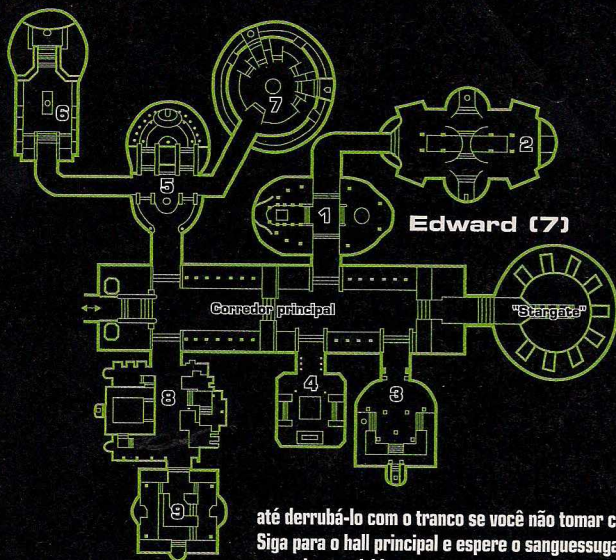 6
7
2
5
1
Edward (7)
Corredor principal
"Stargate"
8
4
3
9
até derrubá-lo com o tranco se você não tomar c
Siga para o hall principal e espere o sanguessuga